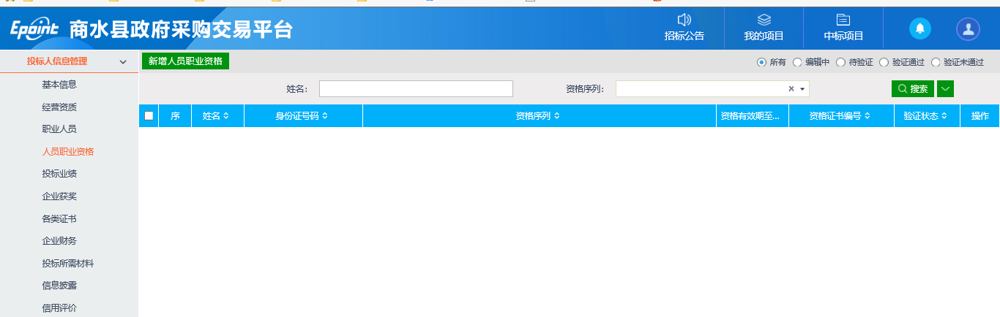 Epoint 商水县政府采购交易平台
招标公告 我的项目 中标项目
投标人信息管理
基本信息
经营资质
职业人员
人员职业资格
投标业绩
企业获奖
各类证书
企业财务
投标所需材料
信息披露
信用评价
新增人员职业资格
所有 编辑中 待验证 验证通过 验证未通过
姓名： 资格序列： 搜索
序 姓名 身份证号码 资格序列 资格有效期至... 资格证书编号 验证状态 操作